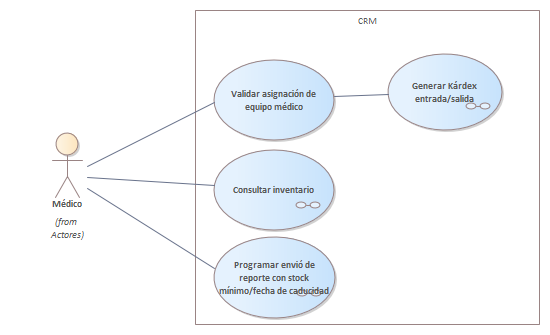 CRM
Validar asignación de
equipo médico
Generar Kárdex
entrada/salida
Consultar inventario
Médico
(from
Actores)
Programar envió de
reporte con stock
mínimo/fecha de caducidad